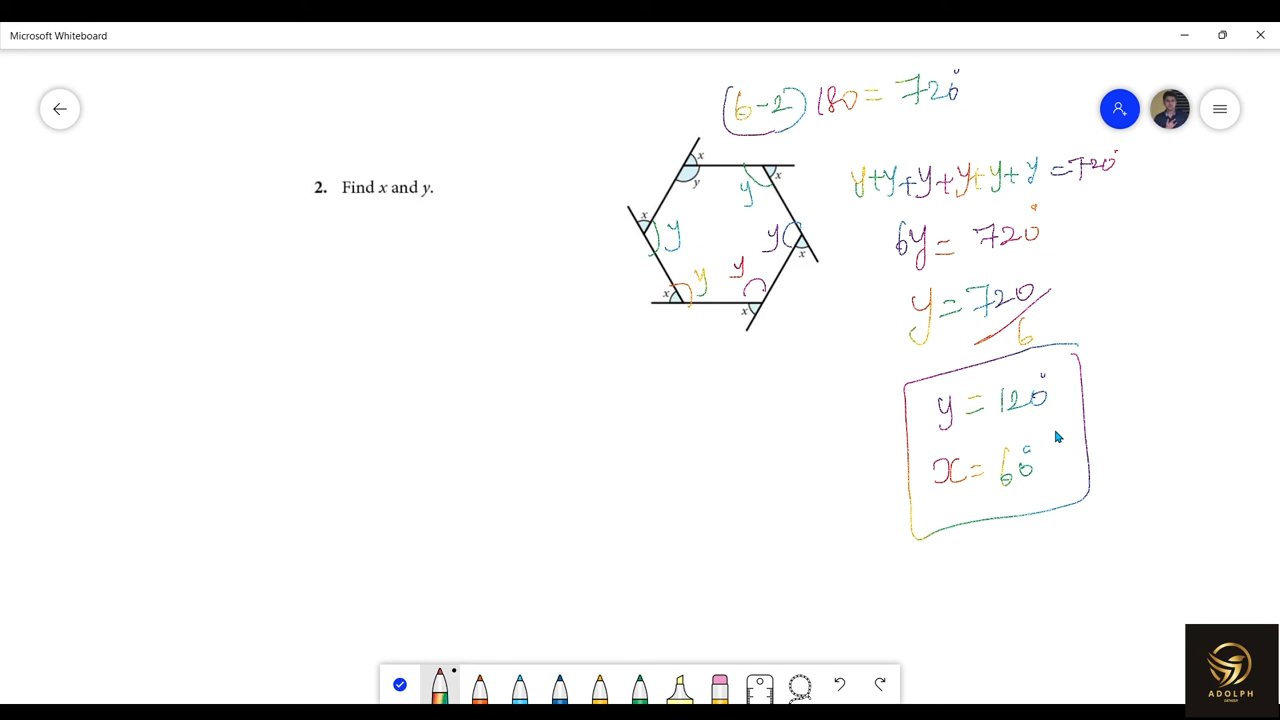 Microsoft Whiteboard
(6-2) 180 = 720°
2. Find x and y.
y+y+y+y+y+y = 720°
6y = 720°
y = 720/6
y = 120°
x = 60°
x
y
y
x
x
y
y
x
x
y
y
x
ADOLPH